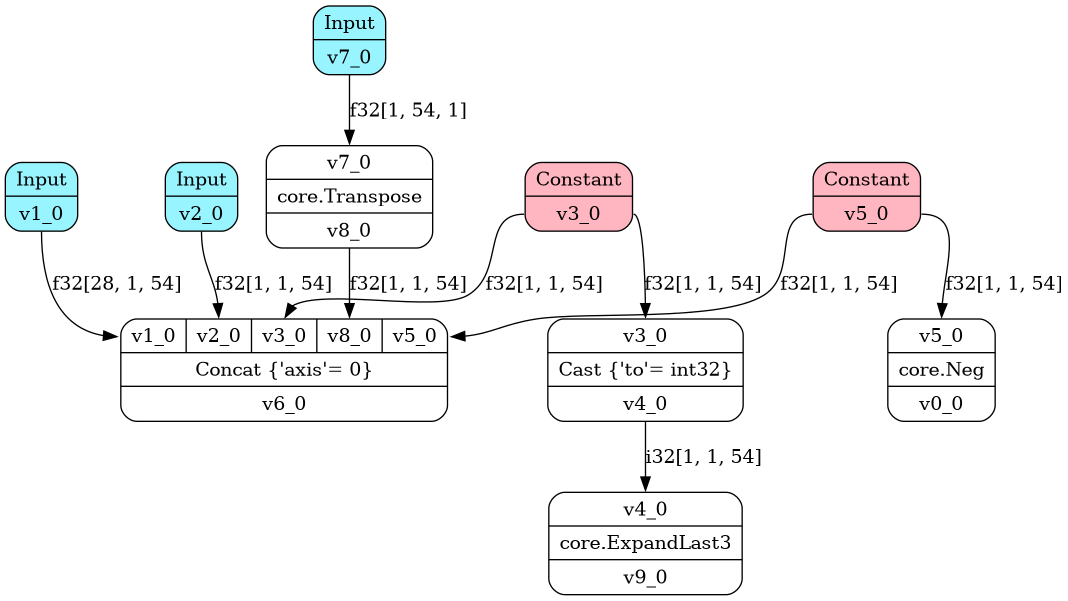 Input
v7_0
f32[1, 54, 1]
Input
v1_0
Input
v2_0
v7_0
core.Transpose
v8_0
Constant
v3_0
Constant
v5_0
f32[28, 1, 54]
f32[1, 1, 54]
f32[1, 1, 54]
f32[1, 1, 54]
f32[1, 1, 54]
f32[1, 1, 54]
f32[1, 1, 54]
v1_0 v2_0 v3_0 v8_0 v5_0
Concat {'axis'= 0}
v6_0
v3_0
Cast {'to'= int32}
v4_0
v5_0
core.Neg
v0_0
i32[1, 1, 54]
v4_0
core.ExpandLast3
v9_0